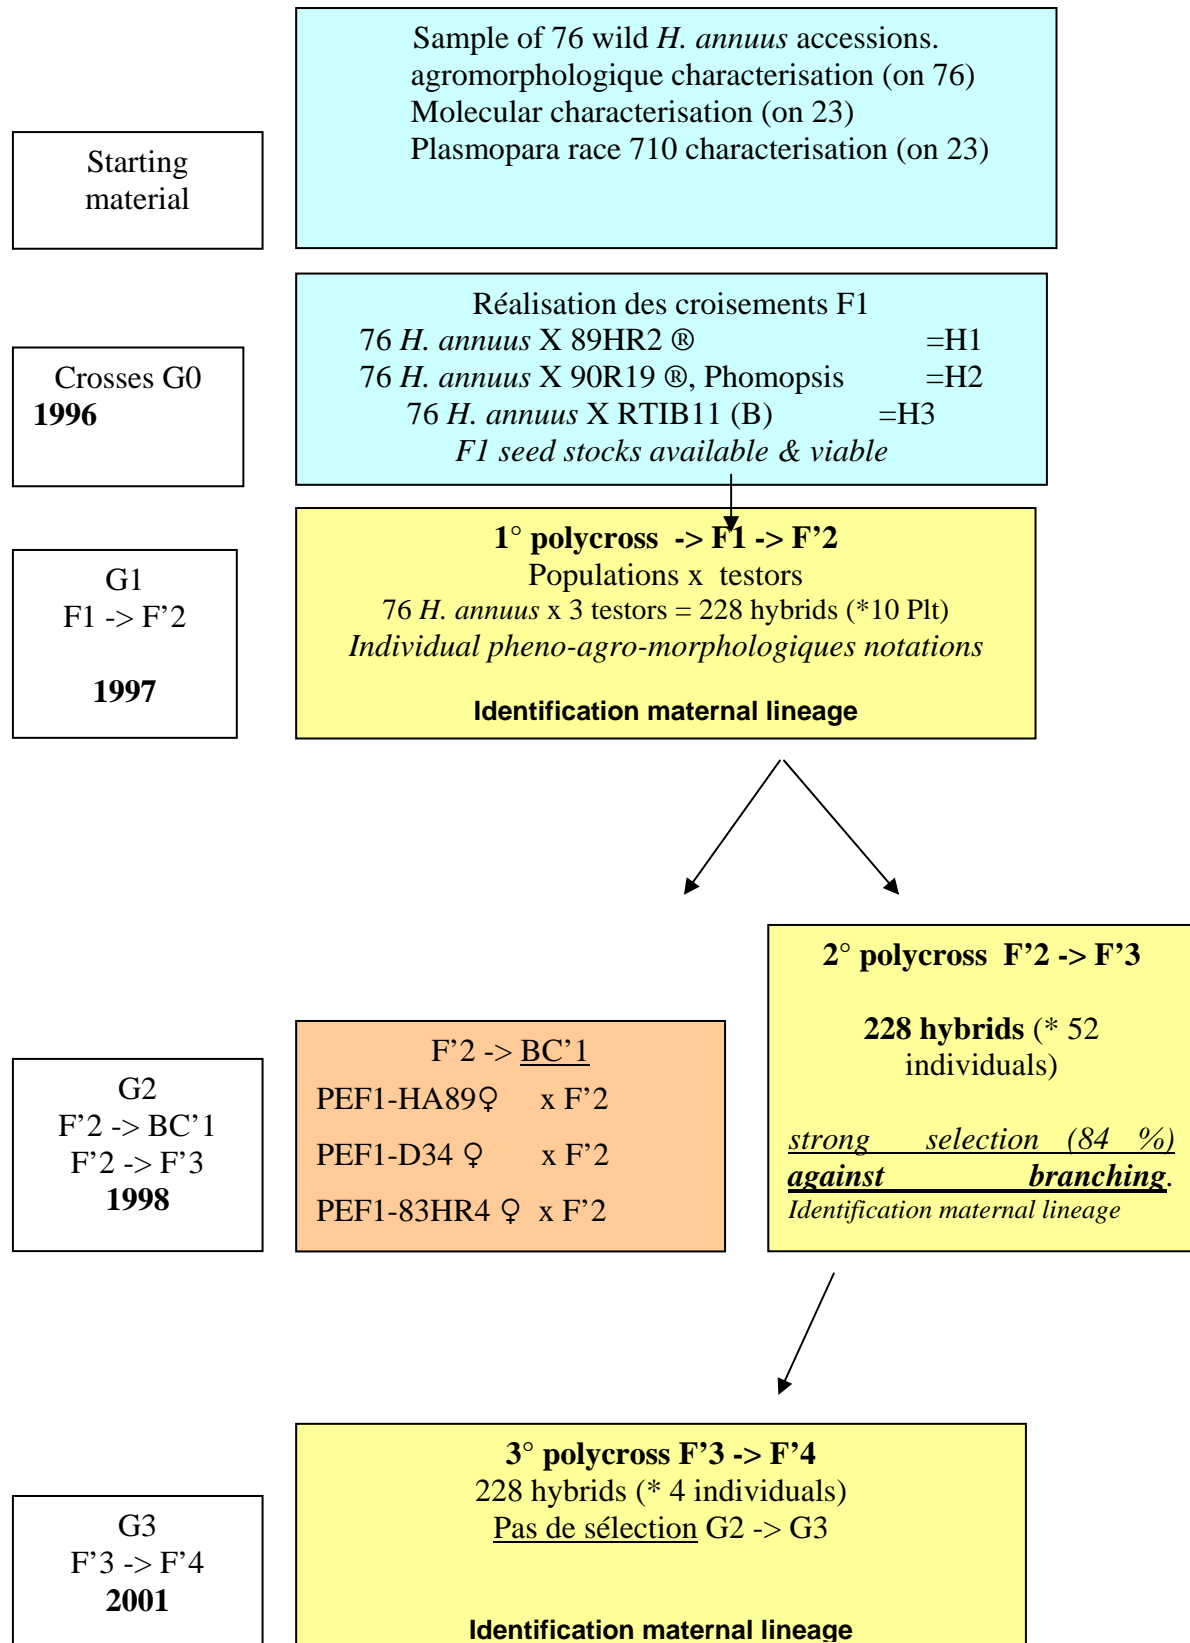 Sample of 76 wild H. annuus accessions.
agromorphologique characterisation (on 76)
Molecular characterisation (on 23)
Plasmopara race 710 characterisation (on 23)
Starting
material
Réalisation des croisements F1
76 H. annuus X 89HR2 ® =H1
76 H. annuus X 90R19 ®, Phomopsis =H2
76 H. annuus X RTIB11 (B) =H3
F1 seed stocks available & viable
Crosses G0
1996
1° polycross -> F1 -> F’2
Populations x testors
76 H. annuus x 3 testors = 228 hybrids (*10 Plt)
Individual pheno-agro-morphologiques notations
Identification maternal lineage
G1
F1 -> F’2
1997
2° polycross F’2 -> F’3
228 hybrids (* 52
individuals)
strong selection (84 %)
against branching.
Identification maternal lineage
F’2 -> BC’1
PEF1-HA89♀ x F’2
PEF1-D34 ♀ x F’2
PEF1-83HR4 ♀ x F’2
G2
F’2 -> BC’1
F’2 -> F’3
1998
3° polycross F’3 -> F’4
228 hybrids (* 4 individuals)
Pas de sélection G2 -> G3
Identification maternal lineage
G3
F’3 -> F’4
2001